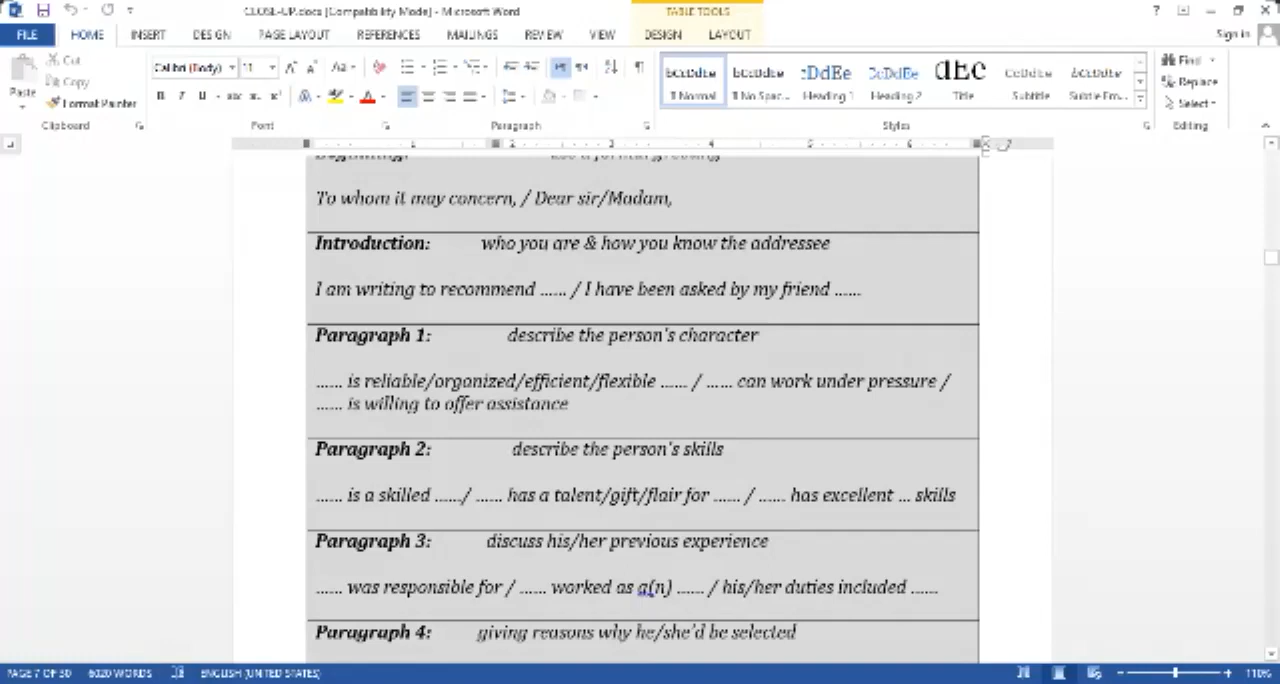 CLOSE-UP.docx [Compatibility Mode] - Microsoft Word
TABLE TOOLS
FILE HOME INSERT DESIGN PAGE LAYOUT REFERENCES MAILINGS REVIEW VIEW DESIGN LAYOUT Sign in
Cut
Copy
Paste
Format Painter
Calibri (Body) 11
Normal No Spac... Heading 1 Heading 2 Title Subtitle Subtle Em...
Find
Replace
Select
Clipboard Font Paragraph Styles Editing
To whom it may concern, / Dear sir/Madam,
Introduction: who you are & how you know the addressee
I am writing to recommend ...... / I have been asked by my friend ......
Paragraph 1: describe the person's character
...... is reliable/organized/efficient/flexible ...... / ...... can work under pressure /
...... is willing to offer assistance
Paragraph 2: describe the person's skills
...... is a skilled ....../ ...... has a talent/gift/flair for ...... / ...... has excellent ... skills
Paragraph 3: discuss his/her previous experience
...... was responsible for / ...... worked as a(n) ...... / his/her duties included ......
Paragraph 4: giving reasons why he/she'd be selected
PAGE 7 OF 30 6020 WORDS ENGLISH (UNITED STATES) 110%